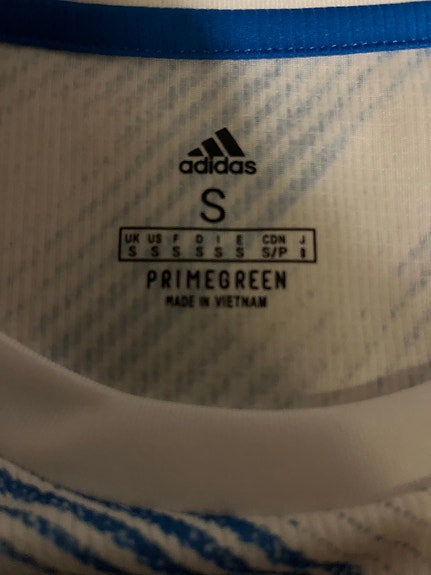 adidas
S
UK US F D I E CDN J
S S S S S S S/P
PRIMEGREEN
MADE IN VIETNAM